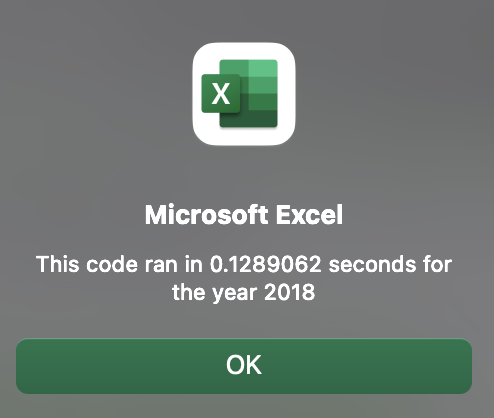 X
Microsoft Excel
This code ran in 0.1289062 seconds for
the year 2018
OK